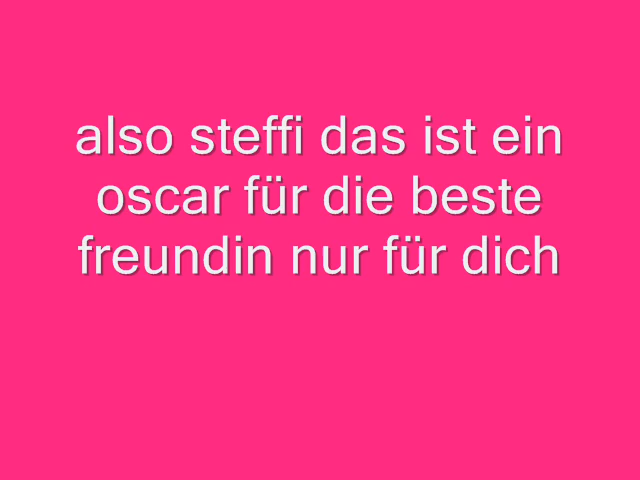 also steffi das ist ein
oscar für die beste
freundin nur für dich